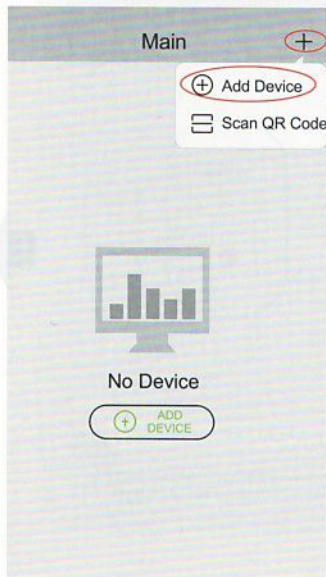 Main
Add Device
Scan QR Code
No Device
ADD
DEVICE